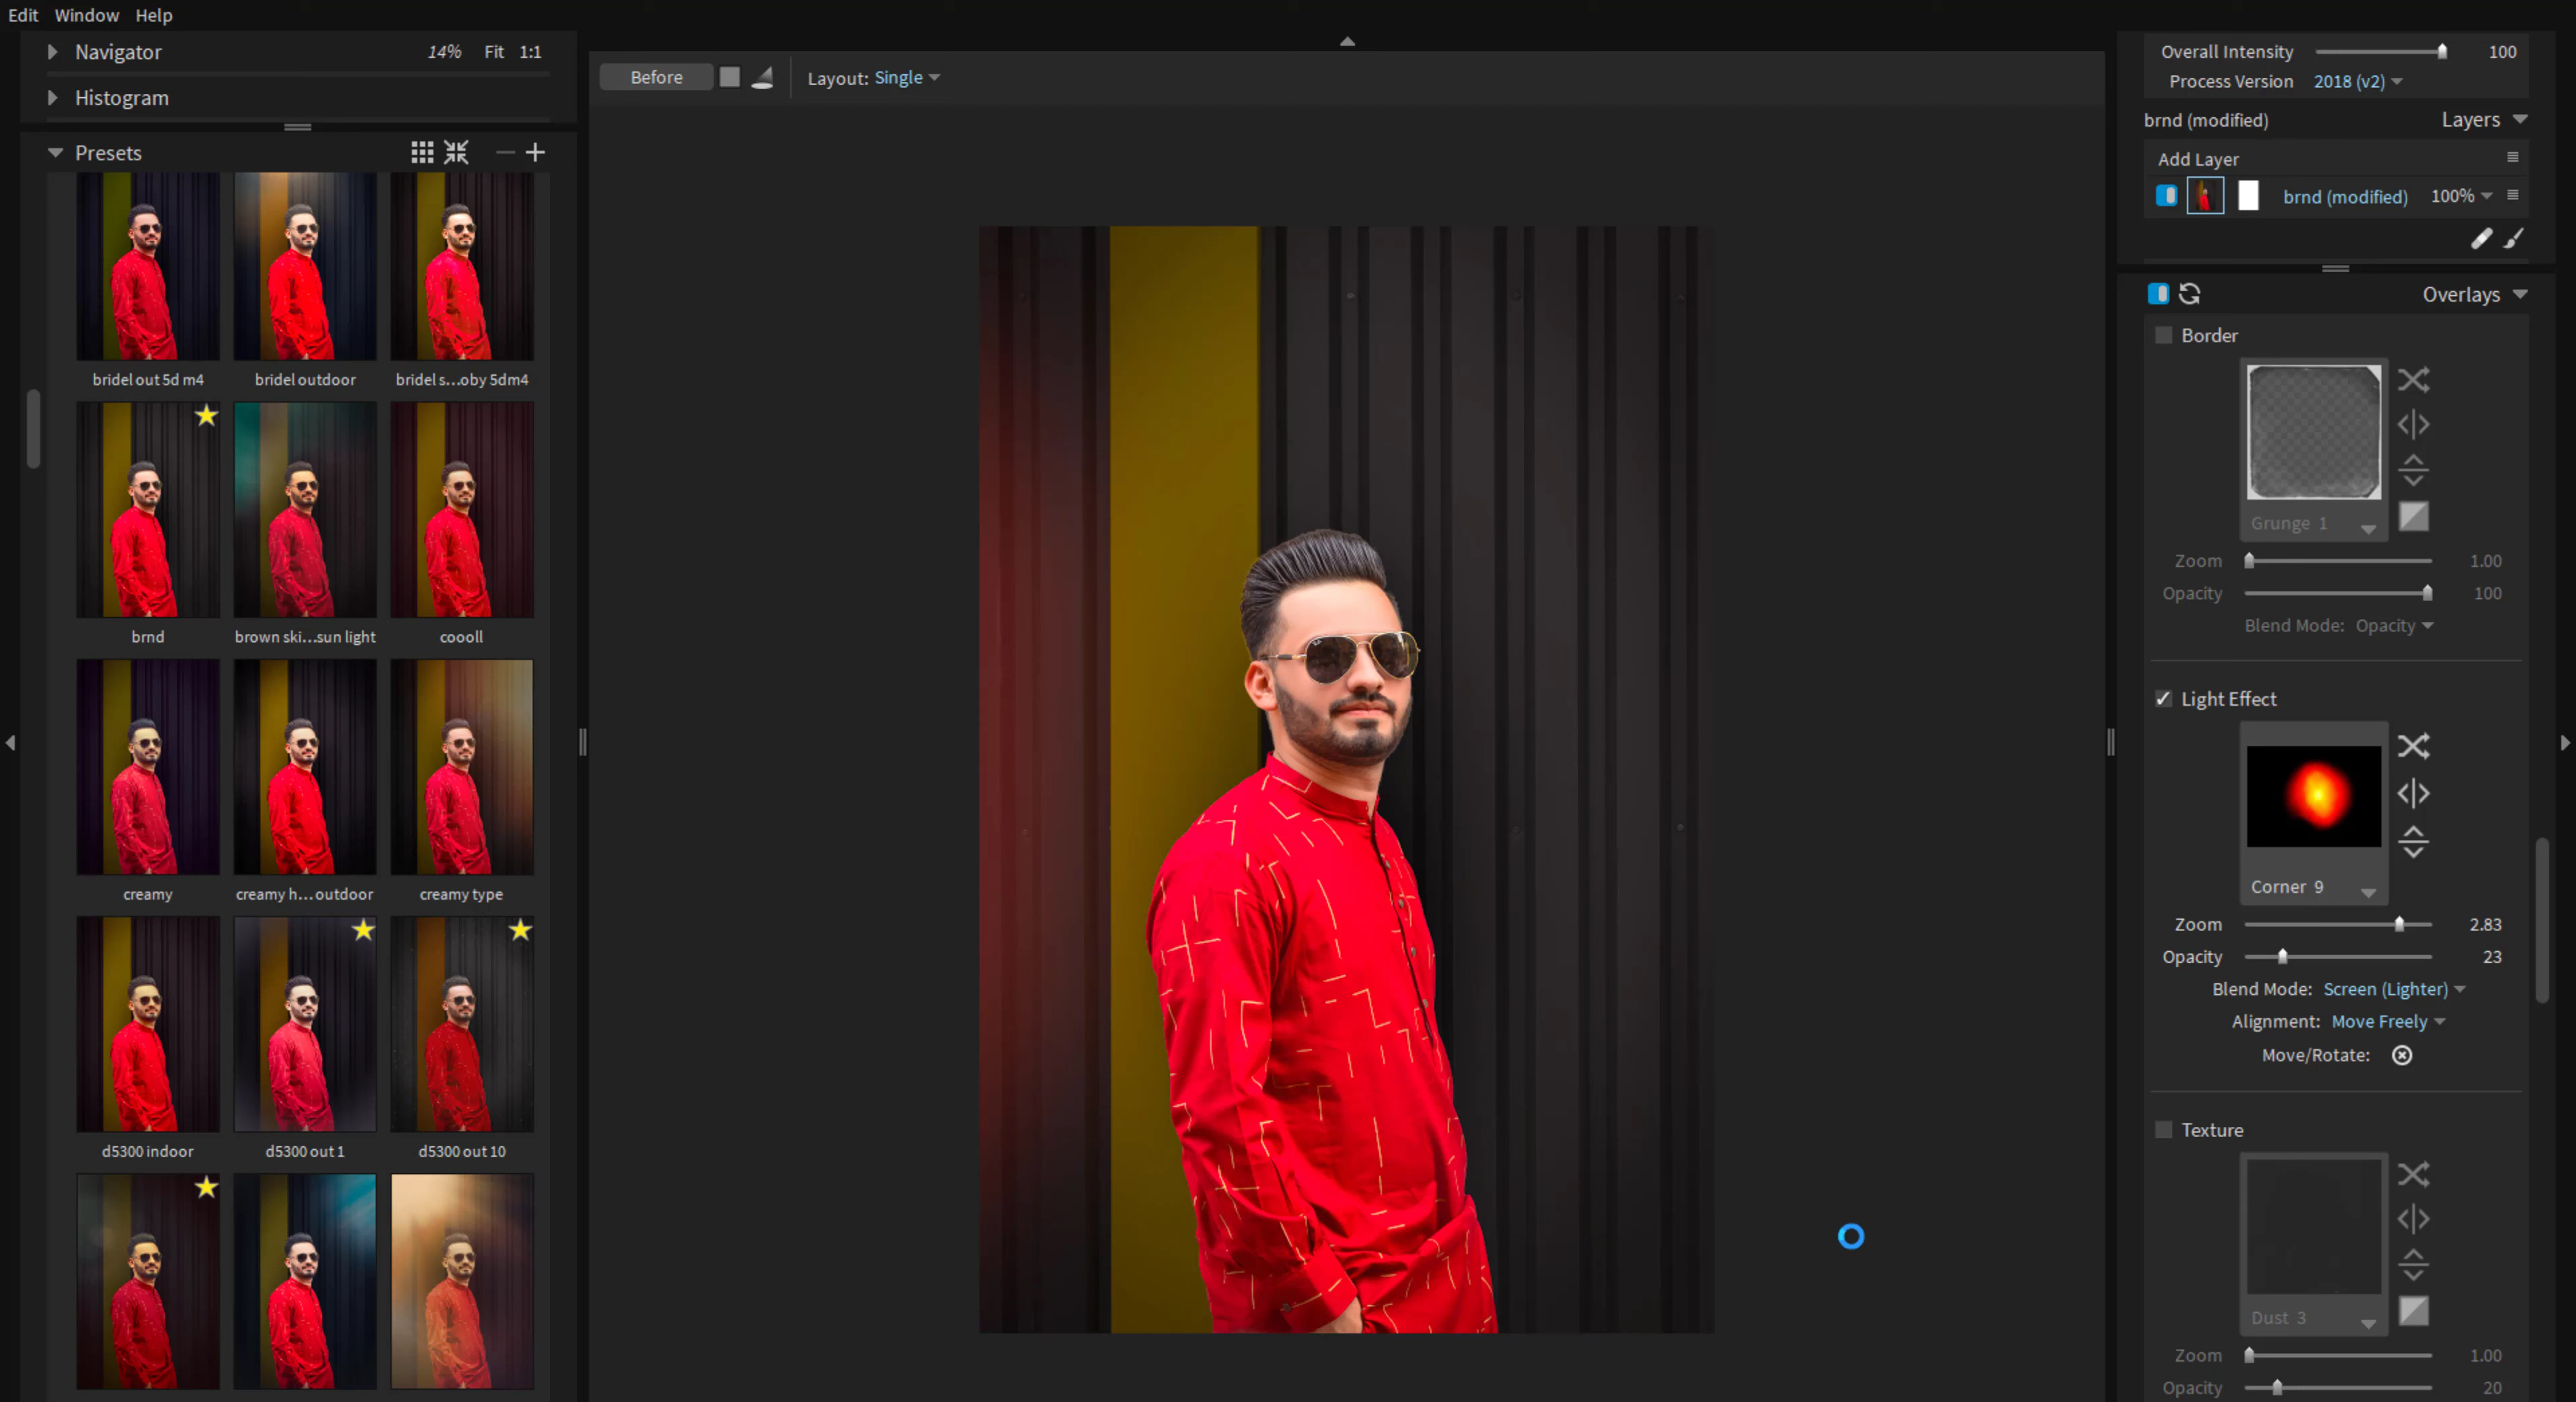 Edit Window Help
Navigator 14% Fit 1:1
Histogram
Presets
bridel out 5d m4 bridel outdoor bridel s...oby 5dm4
brnd brown ski...sun light coooll
creamy creamy h...outdoor creamy type
d5300 indoor d5300 out 1 d5300 out 10
Before Layout: Single
Overall Intensity 100
Process Version 2018 (v2)
brnd (modified) Layers
Add Layer
brnd (modified) 100%
Overlays
Border
Grunge 1
Zoom 1.00
Opacity 100
Blend Mode: Opacity
Light Effect
Corner 9
Zoom 2.83
Opacity 23
Blend Mode: Screen (Lighter)
Alignment: Move Freely
Move/Rotate:
Texture
Dust 3
Zoom 1.00
Opacity 20